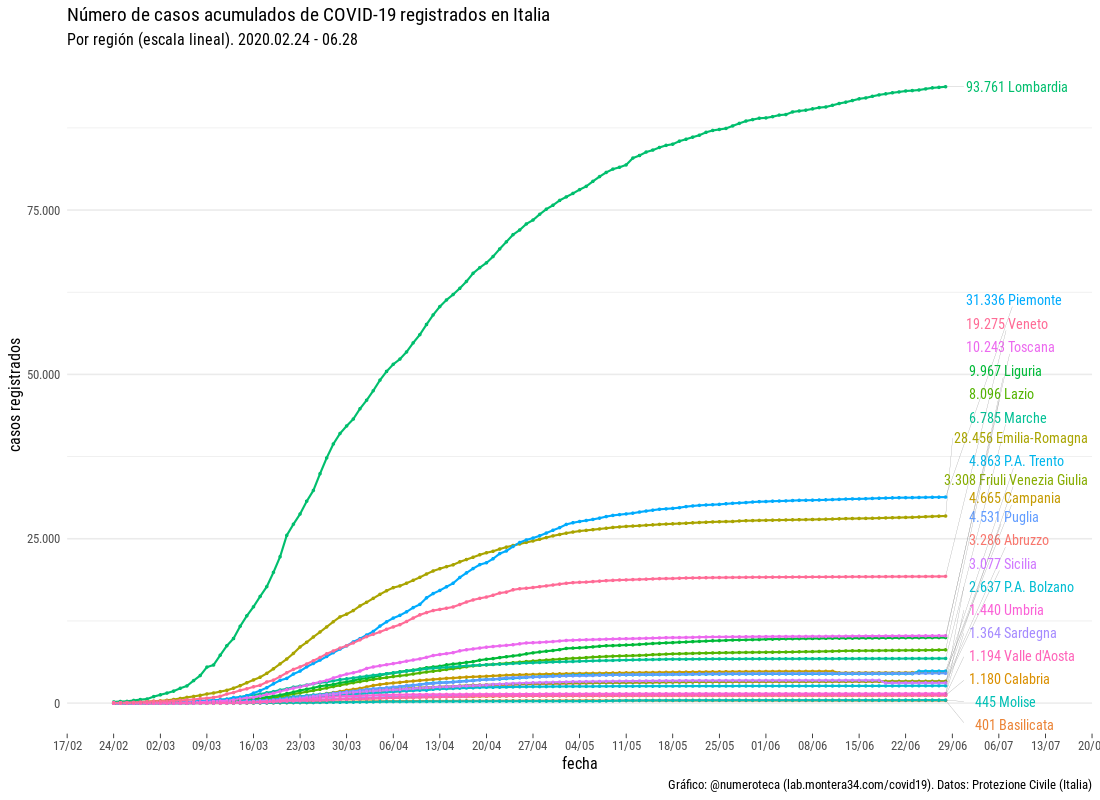 Número de casos acumulados de COVID-19 registrados en Italia
Por región (escala lineal). 2020.02.24 - 06.28
93.761 Lombardia
75.000
31.336 Piemonte
19.275 Veneto
10.243 Toscana
50.000
9.967 Liguria
8.096 Lazio
6.785 Marche
28.456 Emilia-Romagna
4.863 P.A. Trento
3.308 Friuli Venezia Giulia
4.665 Campania
4.531 Puglia
25.000
3.286 Abruzzo
3.077 Sicilia
2.637 P.A. Bolzano
1.440 Umbria
1.364 Sardegna
1.194 Valle d'Aosta
1.180 Calabria
0
445 Molise
401 Basilicata
casos registrados
17/02 24/02 02/03 09/03 16/03 23/03 30/03 06/04 13/04 20/04 27/04 04/05 11/05 18/05 25/05 01/06 08/06 15/06 22/06 29/06 06/07 13/07 20/0
fecha
Gráfico: @numeroteca (lab.montera34.com/covid19). Datos: Protezione Civile (Italia)